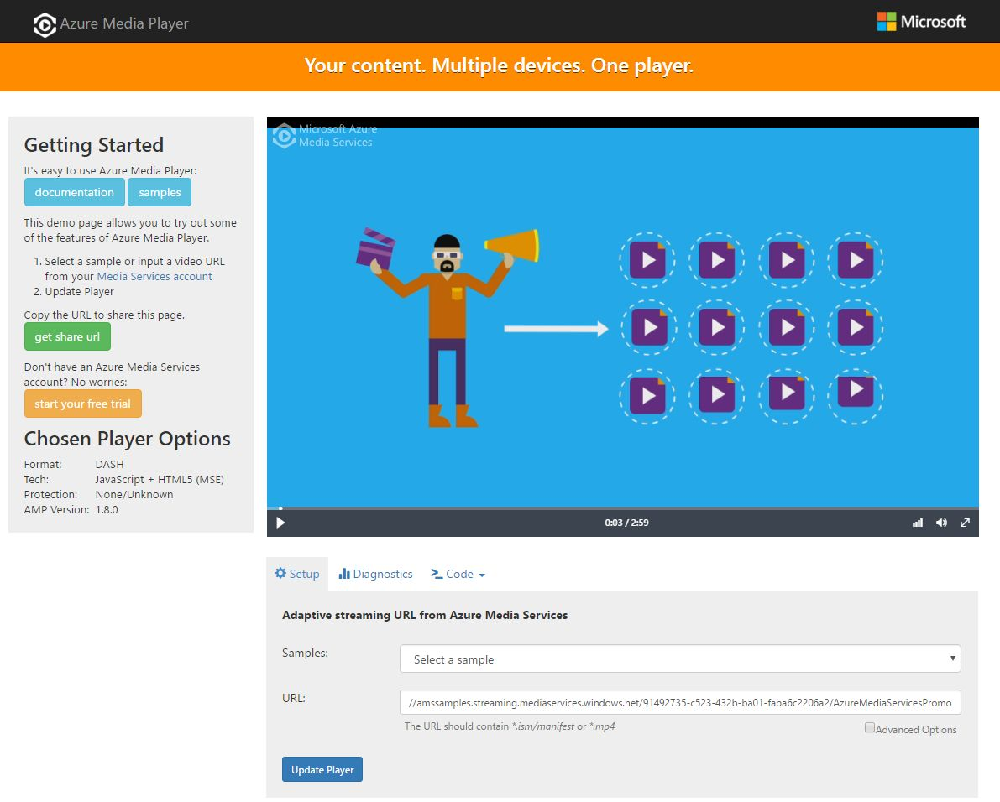 Azure Media Player
Microsoft
Your content. Multiple devices. One player.
Getting Started
It's easy to use Azure Media Player:
documentation samples
This demo page allows you to try out some
of the features of Azure Media Player.
1. Select a sample or input a video URL
from your Media Services account
2. Update Player
Copy the URL to share this page.
get share url
Don't have an Azure Media Services
account? No worries:
start your free trial
Chosen Player Options
Format: DASH
Tech: JavaScript + HTML5 (MSE)
Protection: None/Unknown
AMP Version: 1.8.0
Microsoft Azure
Media Services
0:03 / 2:59
Setup Diagnostics Code
Adaptive streaming URL from Azure Media Services
Samples: Select a sample
URL: //amssamples.streaming.mediaservices.windows.net/91492735-c523-432b-ba01-faba6c2206a2/AzureMediaServicesPromo
The URL should contain *.ism/manifest or *.mp4
Advanced Options
Update Player